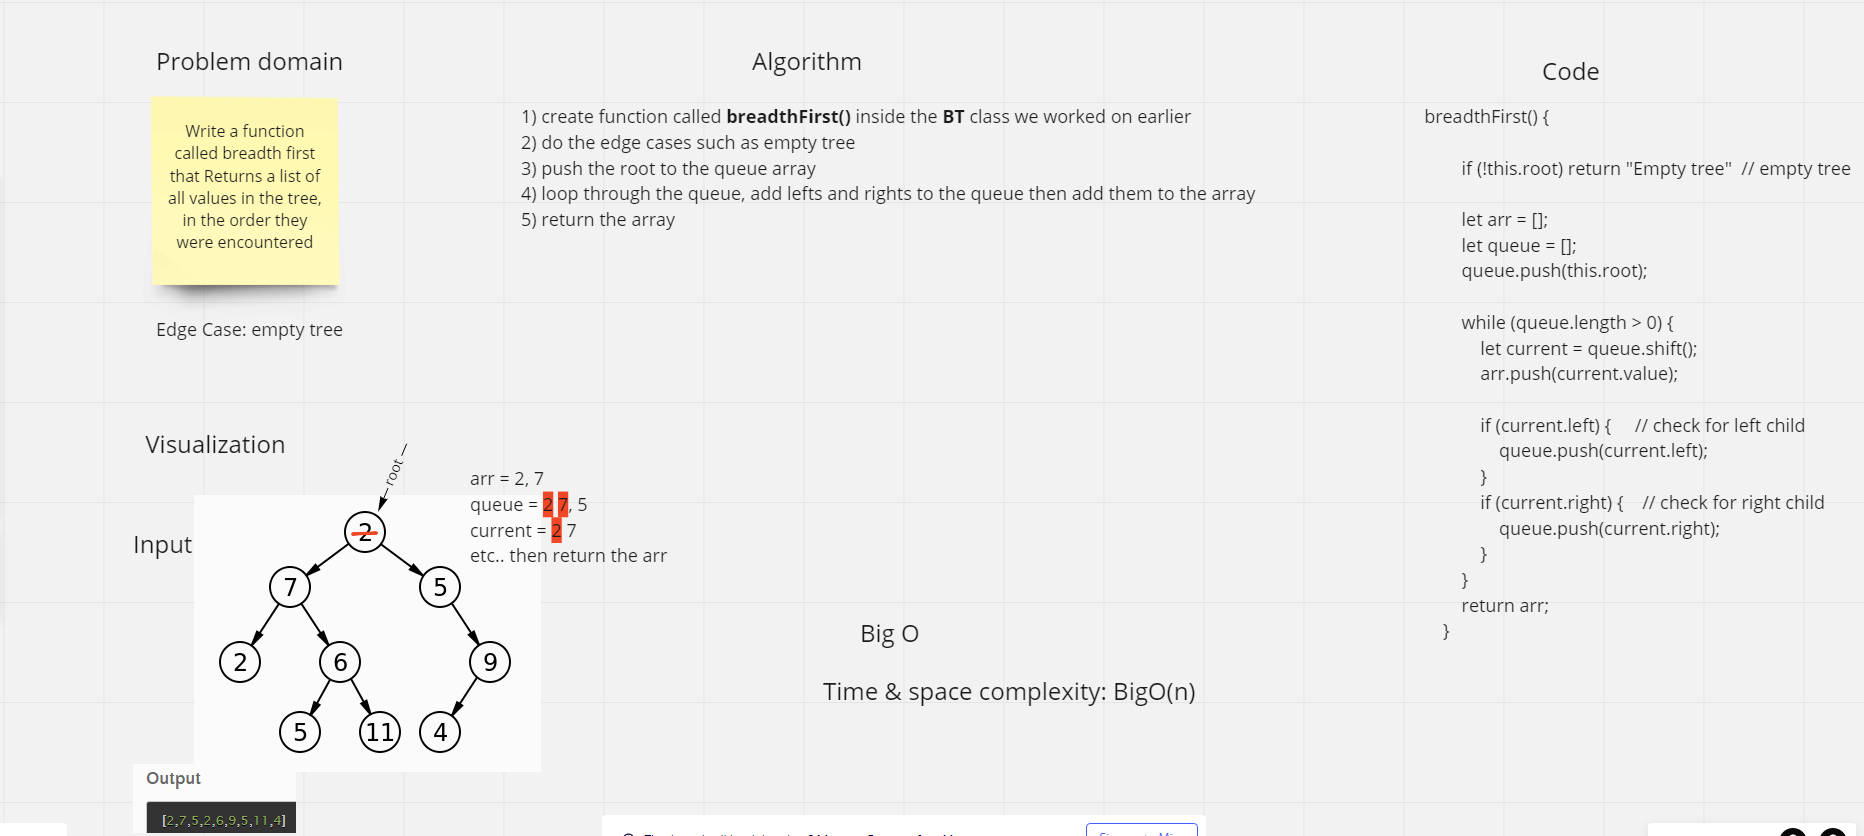 Problem domain
Write a function
called breadth first
that Returns a list of
all values in the tree,
in the order they
were encountered
Edge Case: empty tree
Algorithm
1) create function called breadthFirst() inside the BT class we worked on earlier
2) do the edge cases such as empty tree
3) push the root to the queue array
4) loop through the queue, add lefts and rights to the queue then add them to the array
5) return the array
Code
breadthFirst() {
if (!this.root) return "Empty tree"  // empty tree
let arr = [];
let queue = [];
queue.push(this.root);
while (queue.length > 0) {
let current = queue.shift();
arr.push(current.value);
if (current.left) {    // check for left child
queue.push(current.left);
}
if (current.right) {    // check for right child
queue.push(current.right);
}
}
return arr;
}
Visualization
root
arr = 2, 7
queue = 2 7, 5
current = 2 7
etc.. then return the arr
Input
2
7 5
2 6 9
5 11 4
Output
[2,7,5,2,6,9,5,11,4]
Big O
Time & space complexity: BigO(n)